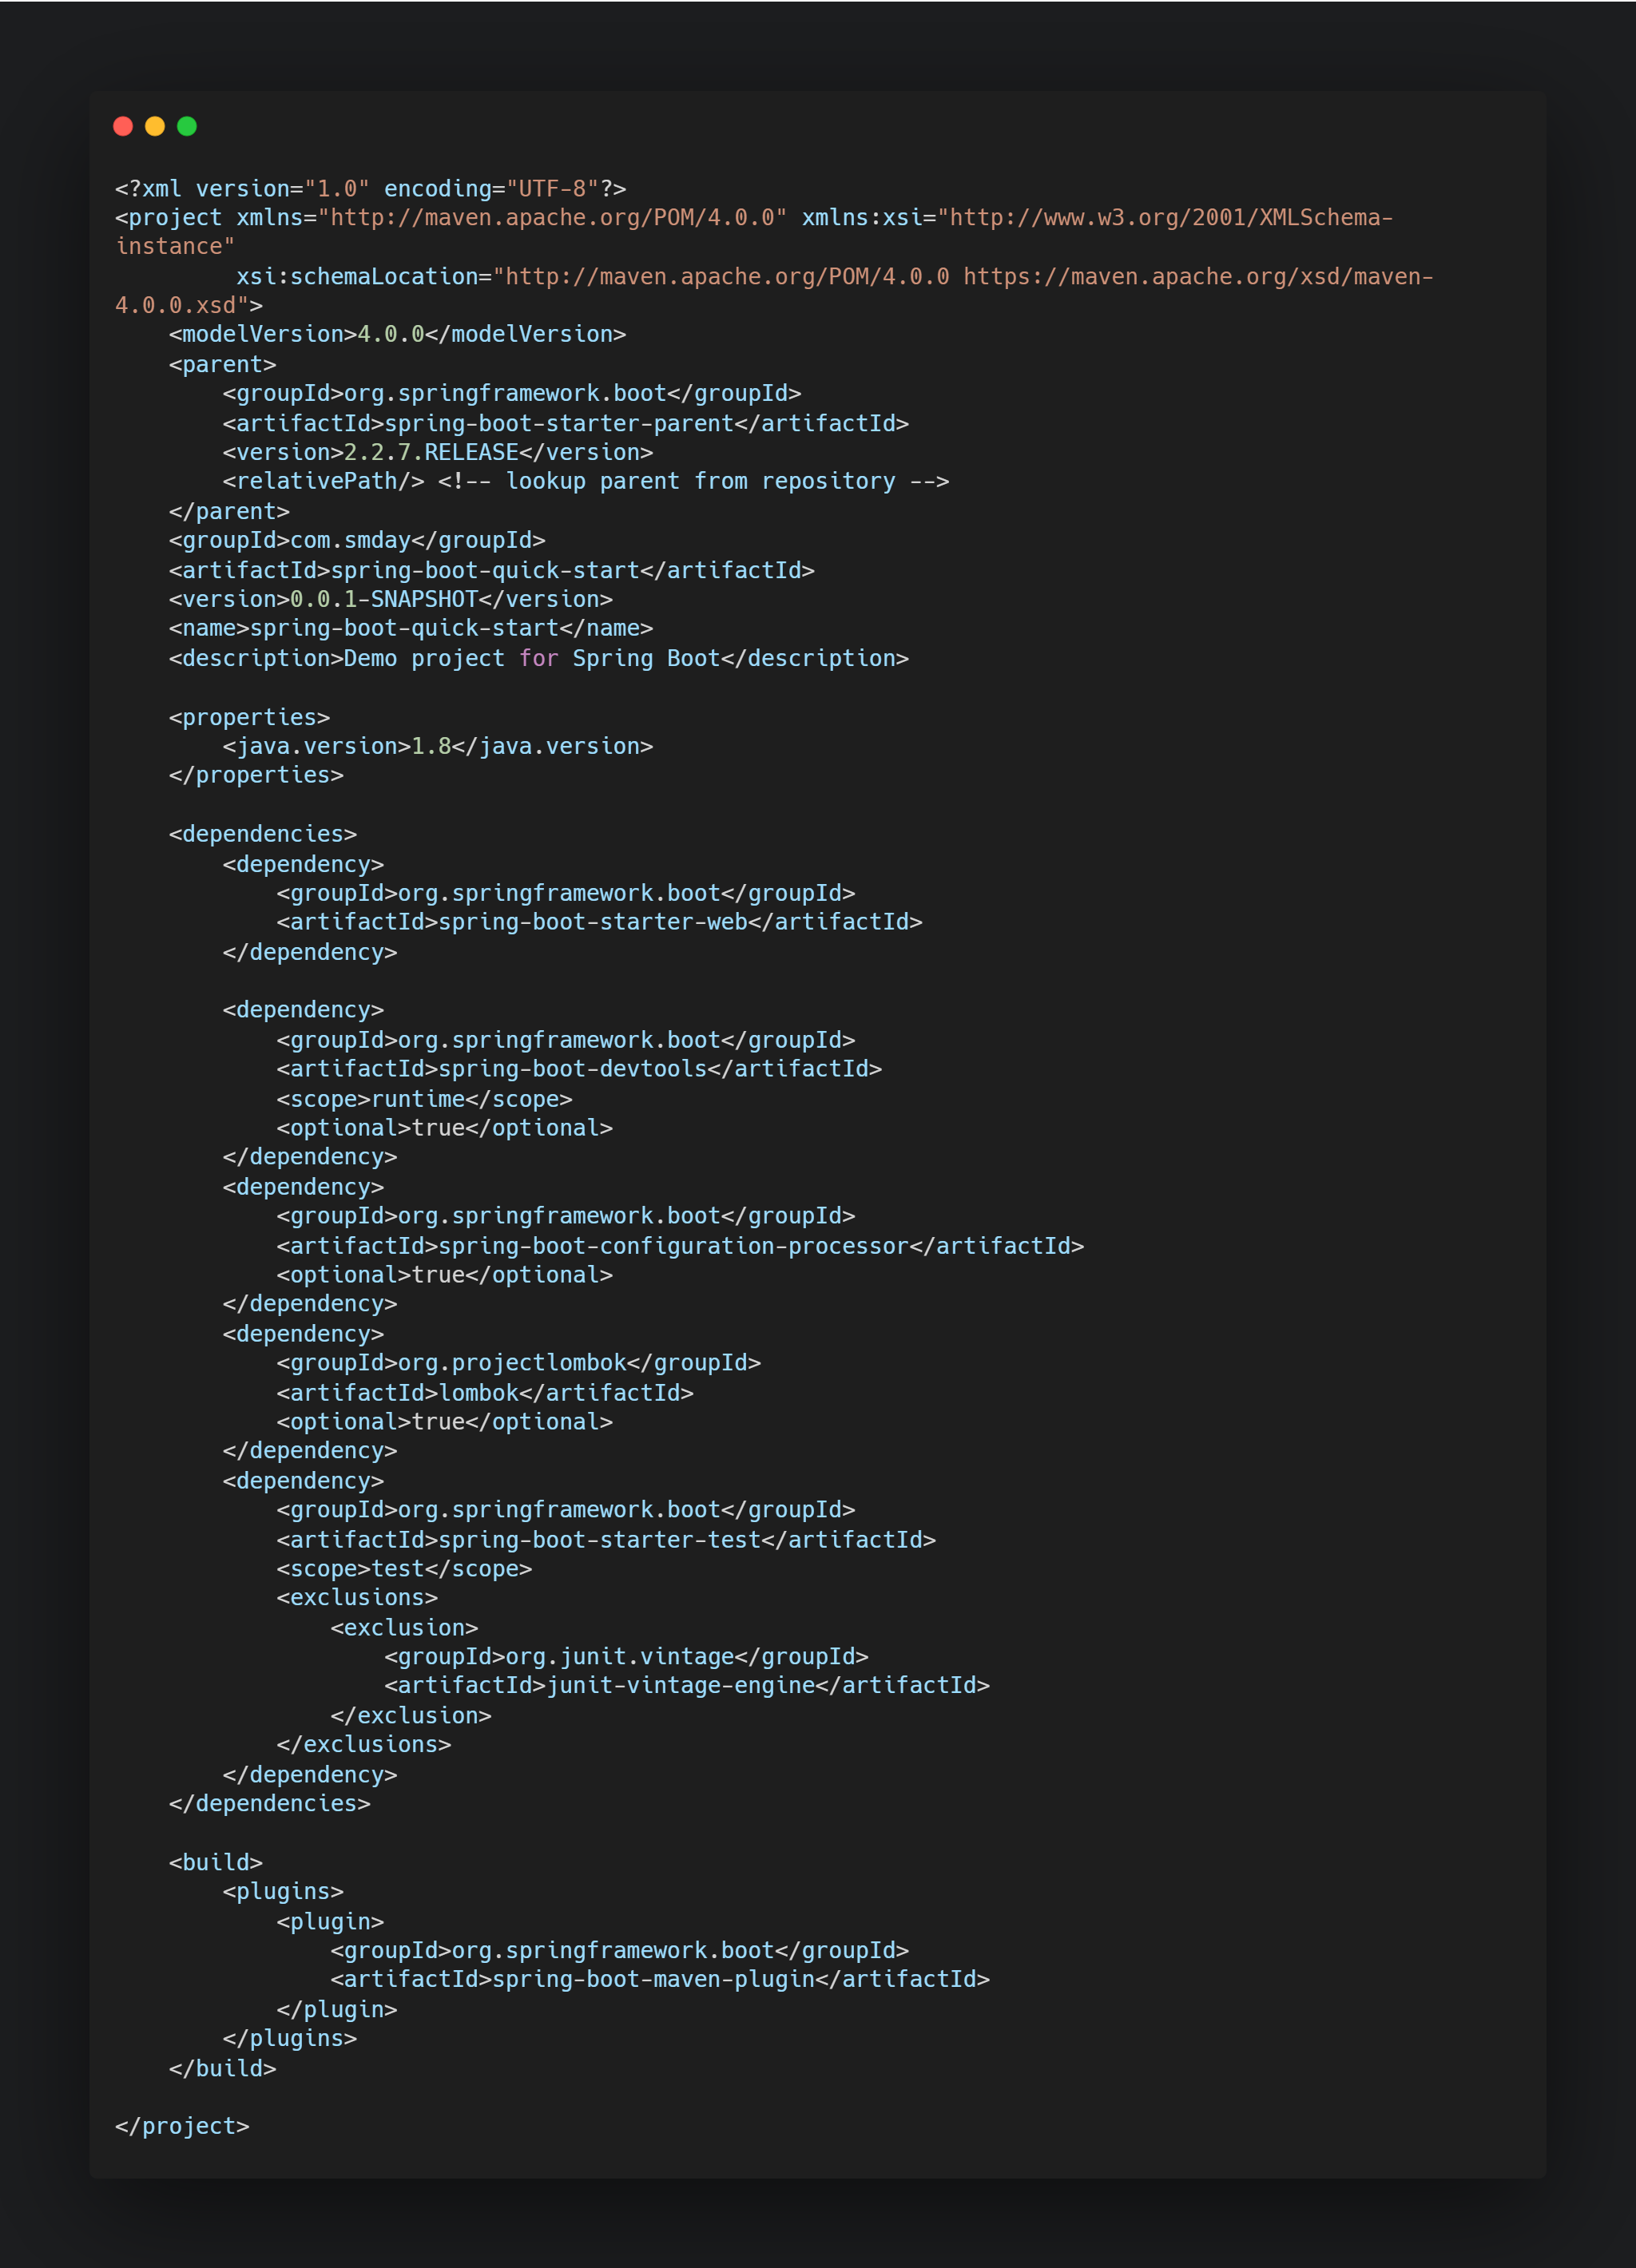 <?xml version="1.0" encoding="UTF-8"?>
<project xmlns="http://maven.apache.org/POM/4.0.0" xmlns:xsi="http://www.w3.org/2001/XMLSchema-
instance"
         xsi:schemaLocation="http://maven.apache.org/POM/4.0.0 https://maven.apache.org/xsd/maven-
4.0.0.xsd">
    <modelVersion>4.0.0</modelVersion>
    <parent>
        <groupId>org.springframework.boot</groupId>
        <artifactId>spring-boot-starter-parent</artifactId>
        <version>2.2.7.RELEASE</version>
        <relativePath/> <!-- lookup parent from repository -->
    </parent>
    <groupId>com.smday</groupId>
    <artifactId>spring-boot-quick-start</artifactId>
    <version>0.0.1-SNAPSHOT</version>
    <name>spring-boot-quick-start</name>
    <description>Demo project for Spring Boot</description>

    <properties>
        <java.version>1.8</java.version>
    </properties>

    <dependencies>
        <dependency>
            <groupId>org.springframework.boot</groupId>
            <artifactId>spring-boot-starter-web</artifactId>
        </dependency>

        <dependency>
            <groupId>org.springframework.boot</groupId>
            <artifactId>spring-boot-devtools</artifactId>
            <scope>runtime</scope>
            <optional>true</optional>
        </dependency>
        <dependency>
            <groupId>org.springframework.boot</groupId>
            <artifactId>spring-boot-configuration-processor</artifactId>
            <optional>true</optional>
        </dependency>
        <dependency>
            <groupId>org.projectlombok</groupId>
            <artifactId>lombok</artifactId>
            <optional>true</optional>
        </dependency>
        <dependency>
            <groupId>org.springframework.boot</groupId>
            <artifactId>spring-boot-starter-test</artifactId>
            <scope>test</scope>
            <exclusions>
                <exclusion>
                    <groupId>org.junit.vintage</groupId>
                    <artifactId>junit-vintage-engine</artifactId>
                </exclusion>
            </exclusions>
        </dependency>
    </dependencies>

    <build>
        <plugins>
            <plugin>
                <groupId>org.springframework.boot</groupId>
                <artifactId>spring-boot-maven-plugin</artifactId>
            </plugin>
        </plugins>
    </build>

</project>